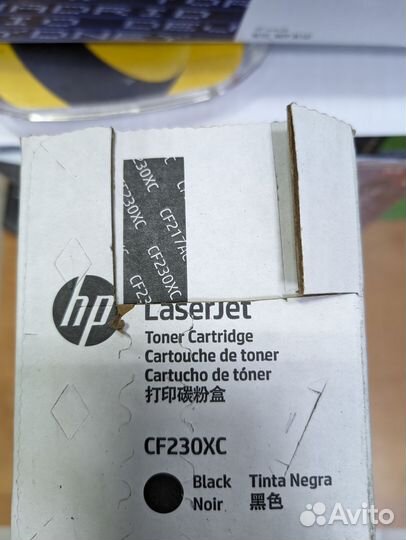 CF230XC
CF230XC
CF217AC
CF230XC
hp
LaserJet
Toner Cartridge
Cartouche de toner
Cartucho de tóner
打印碳粉盒
CF230XC
Black Tinta Negra
Noir 黑色
Avito